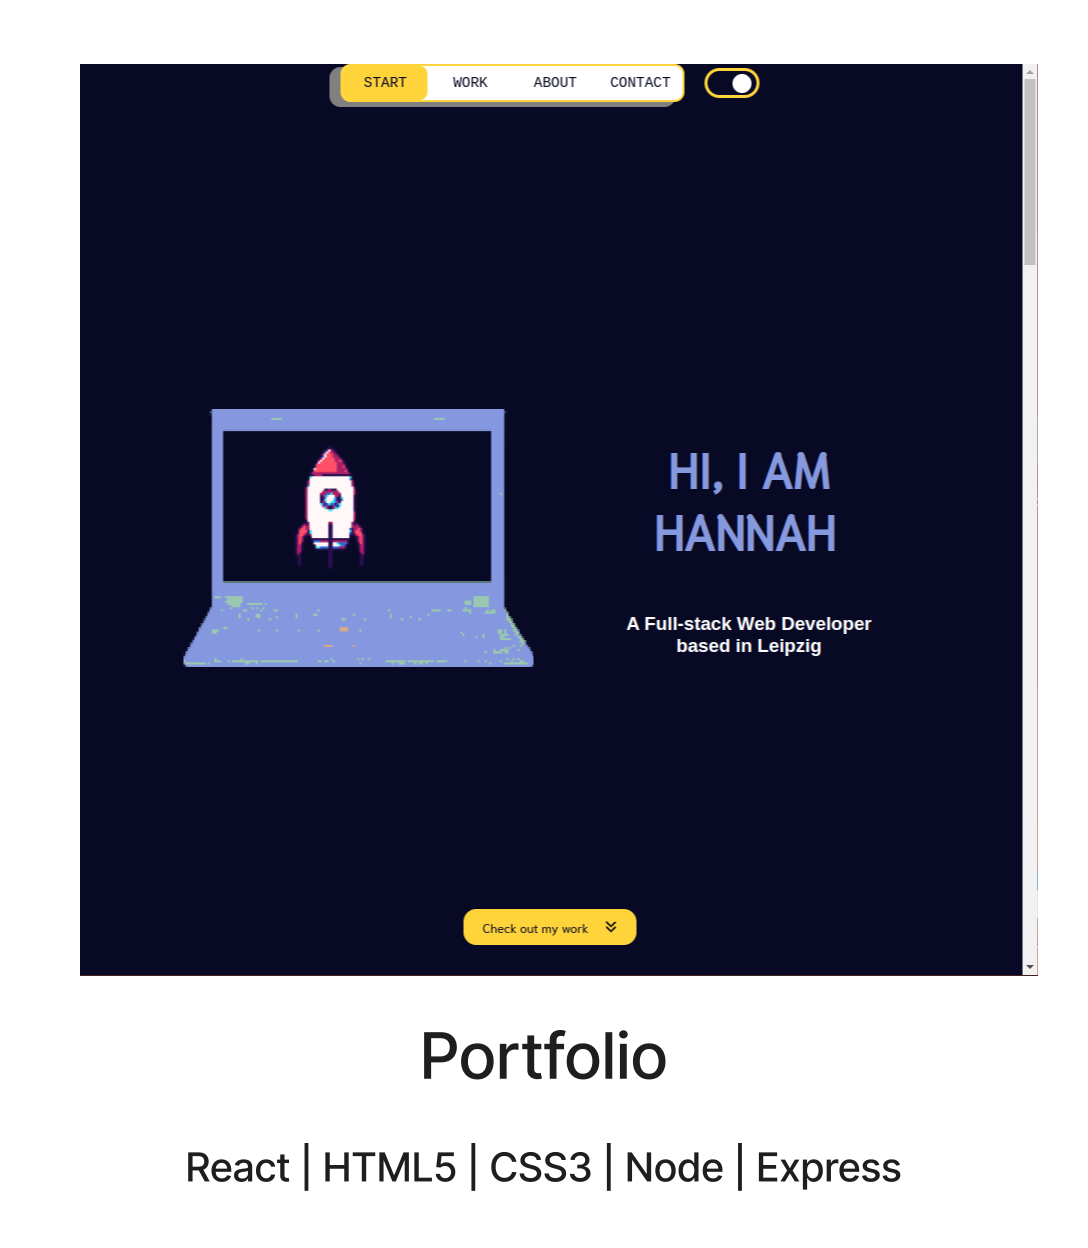 START WORK ABOUT CONTACT
HI, I AM
HANNAH
A Full-stack Web Developer
based in Leipzig
Check out my work
Portfolio
React | HTML5 | CSS3 | Node | Express